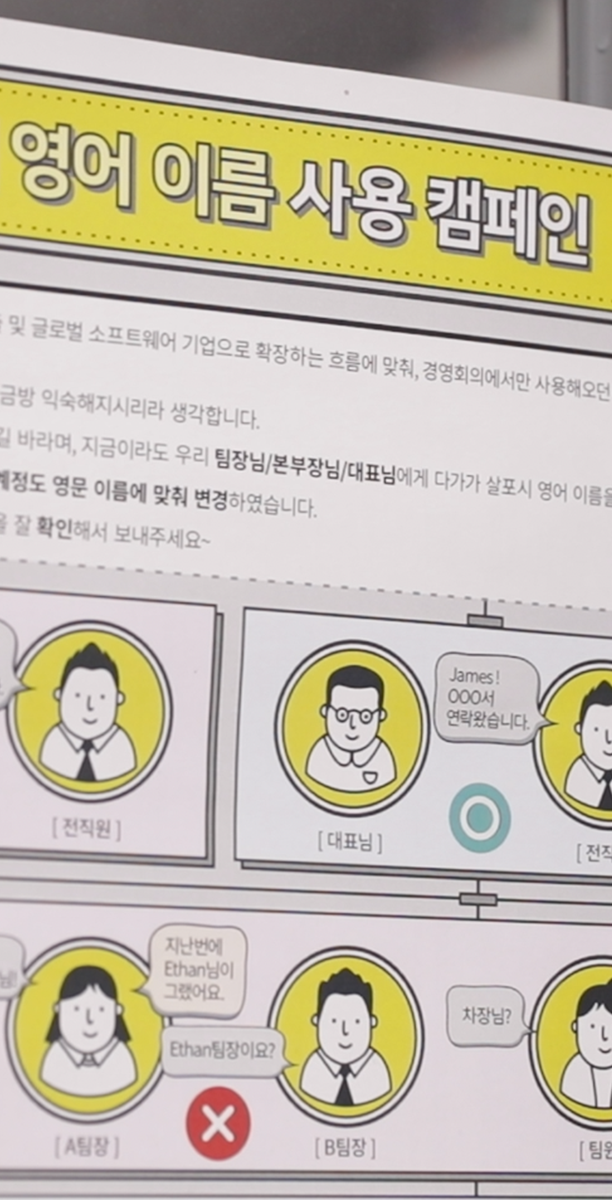 영어 이름 사용 캠페인
및 글로벌 소프트웨어 기업으로 확장하는 흐름에 맞춰, 경영회의에서만 사용해오던
금방 익숙해지시리라 생각합니다.
길 바라며, 지금이라도 우리 팀장님/본부장님/대표님에게 다가가 살포시 영어 이름을
계정도 영문 이름에 맞춰 변경하였습니다.
을 잘 확인해서 보내주세요~
James!
OOO서
연락왔습니다.
[ 전직원 ]
[ 대표님 ]
[ 전직
지난번에
Ethan님이
그랬어요.
Ethan팀장이요?
차장님?
[ A팀장 ]
[ B팀장 ]
[ 팀원